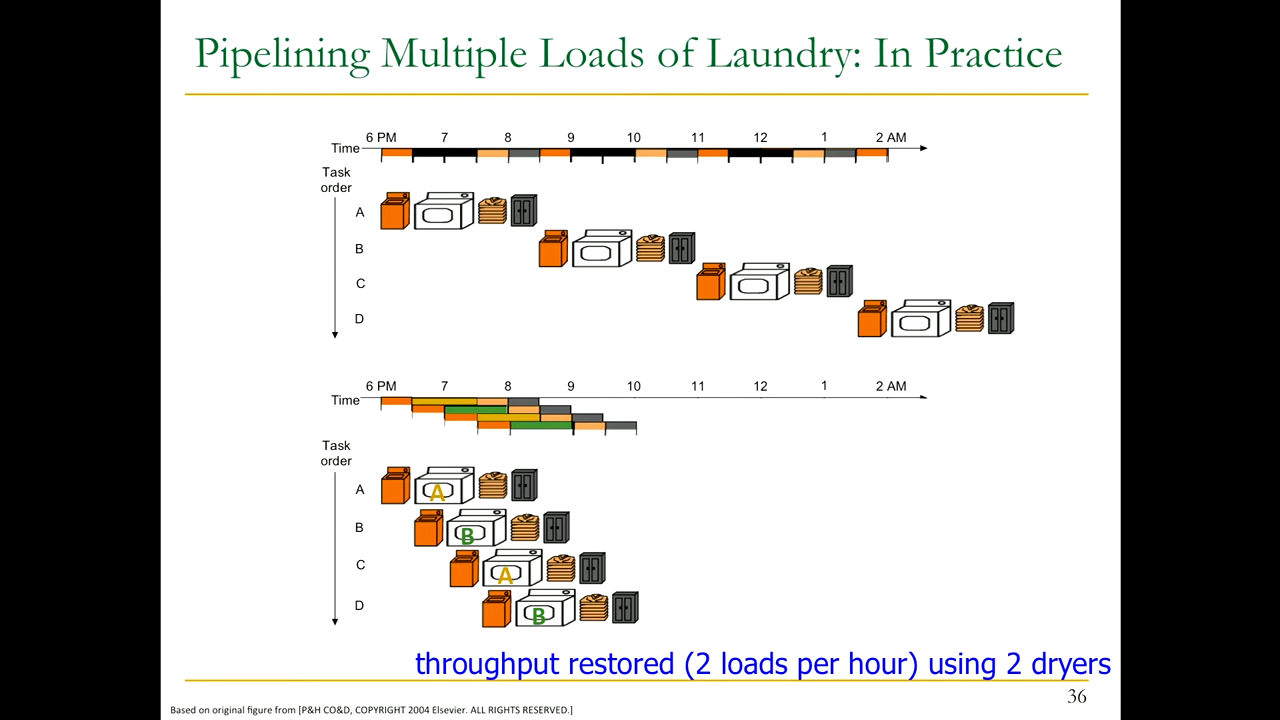 Pipelining Multiple Loads of Laundry: In Practice
6 PM 7 8 9 10 11 12 1 2 AM
Time
Task
order
A
B
C
D
6 PM 7 8 9 10 11 12 1 2 AM
Time
Task
order
A
A
B
B
C
A
D
B
throughput restored (2 loads per hour) using 2 dryers
36
Based on original figure from [P&H CO&D, COPYRIGHT 2004 Elsevier. ALL RIGHTS RESERVED.]